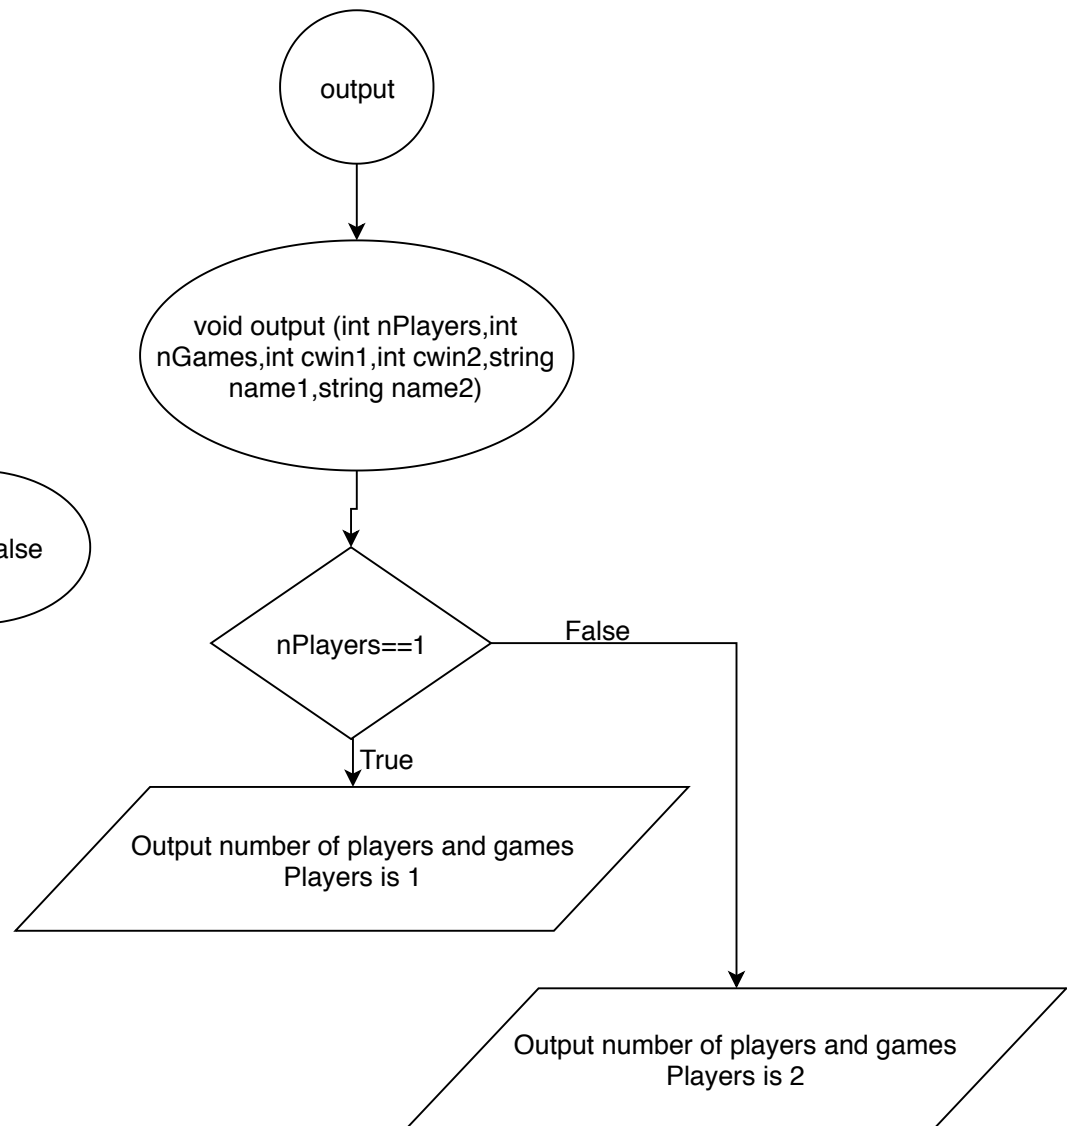 output
void output (int nPlayers,int
nGames,int cwin1,int cwin2,string
name1,string name2)
alse
nPlayers==1
False
True
Output number of players and games
Players is 1
Output number of players and games
Players is 2